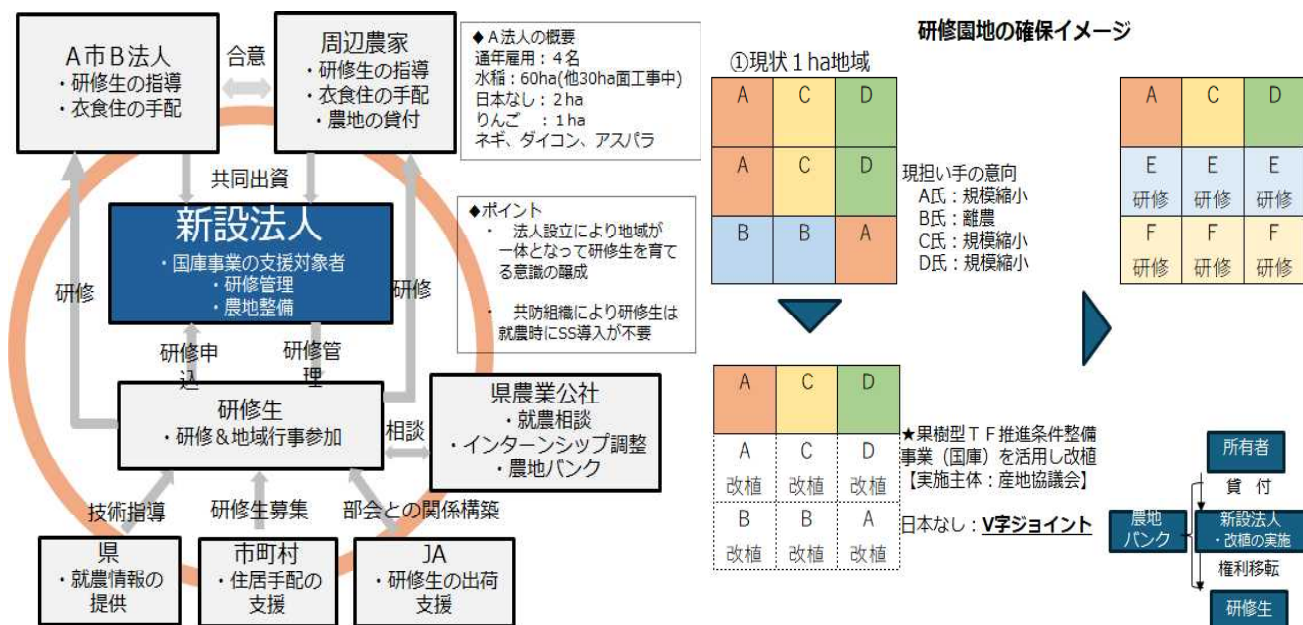 A市B法人
・研修生の指導
・衣食住の手配
合意
周辺農家
・研修生の指導
・衣食住の手配
・農地の貸付
◆A法人の概要
通年雇用：４名
水稲：60ha(他30ha面工事中)
日本なし：２ha
りんご　：１ha
ネギ、ダイコン、アスパラ
共同出資
新設法人
・国庫事業の支援対象者
・研修管理
・農地整備
◆ポイント
・　法人設立により地域が
一体となって研修生を育て
る意識の醸成
・　共防組織により研修生は
就農時にSS導入が不要
研修
研修
研修申
込
研修管
理
研修生
・研修＆地域行事参加
相談
県農業公社
・就農相談
・インターンシップ調整
・農地バンク
技術指導
研修生募集
部会との関係構築
県
・就農情報の
提供
市町村
・住居手配の
支援
JA
・研修生の出荷
支援
研修園地の確保イメージ
①現状１ha地域
A C D
A C D
B B A
現担い手の意向
A氏：規模縮小
B氏：離農
C氏：規模縮小
D氏：規模縮小
A C D
E E E
研修 研修 研修
F F F
研修 研修 研修
A C D
A C D
改植 改植 改植
B B A
改植 改植 改植
★果樹型ＴＦ推進条件整備
事業（国庫）を活用し改植
【実施主体：産地協議会】
日本なし：V字ジョイント
所有者
貸　付
農地
バンク
新設法人
・改植の実施
権利移転
研修生